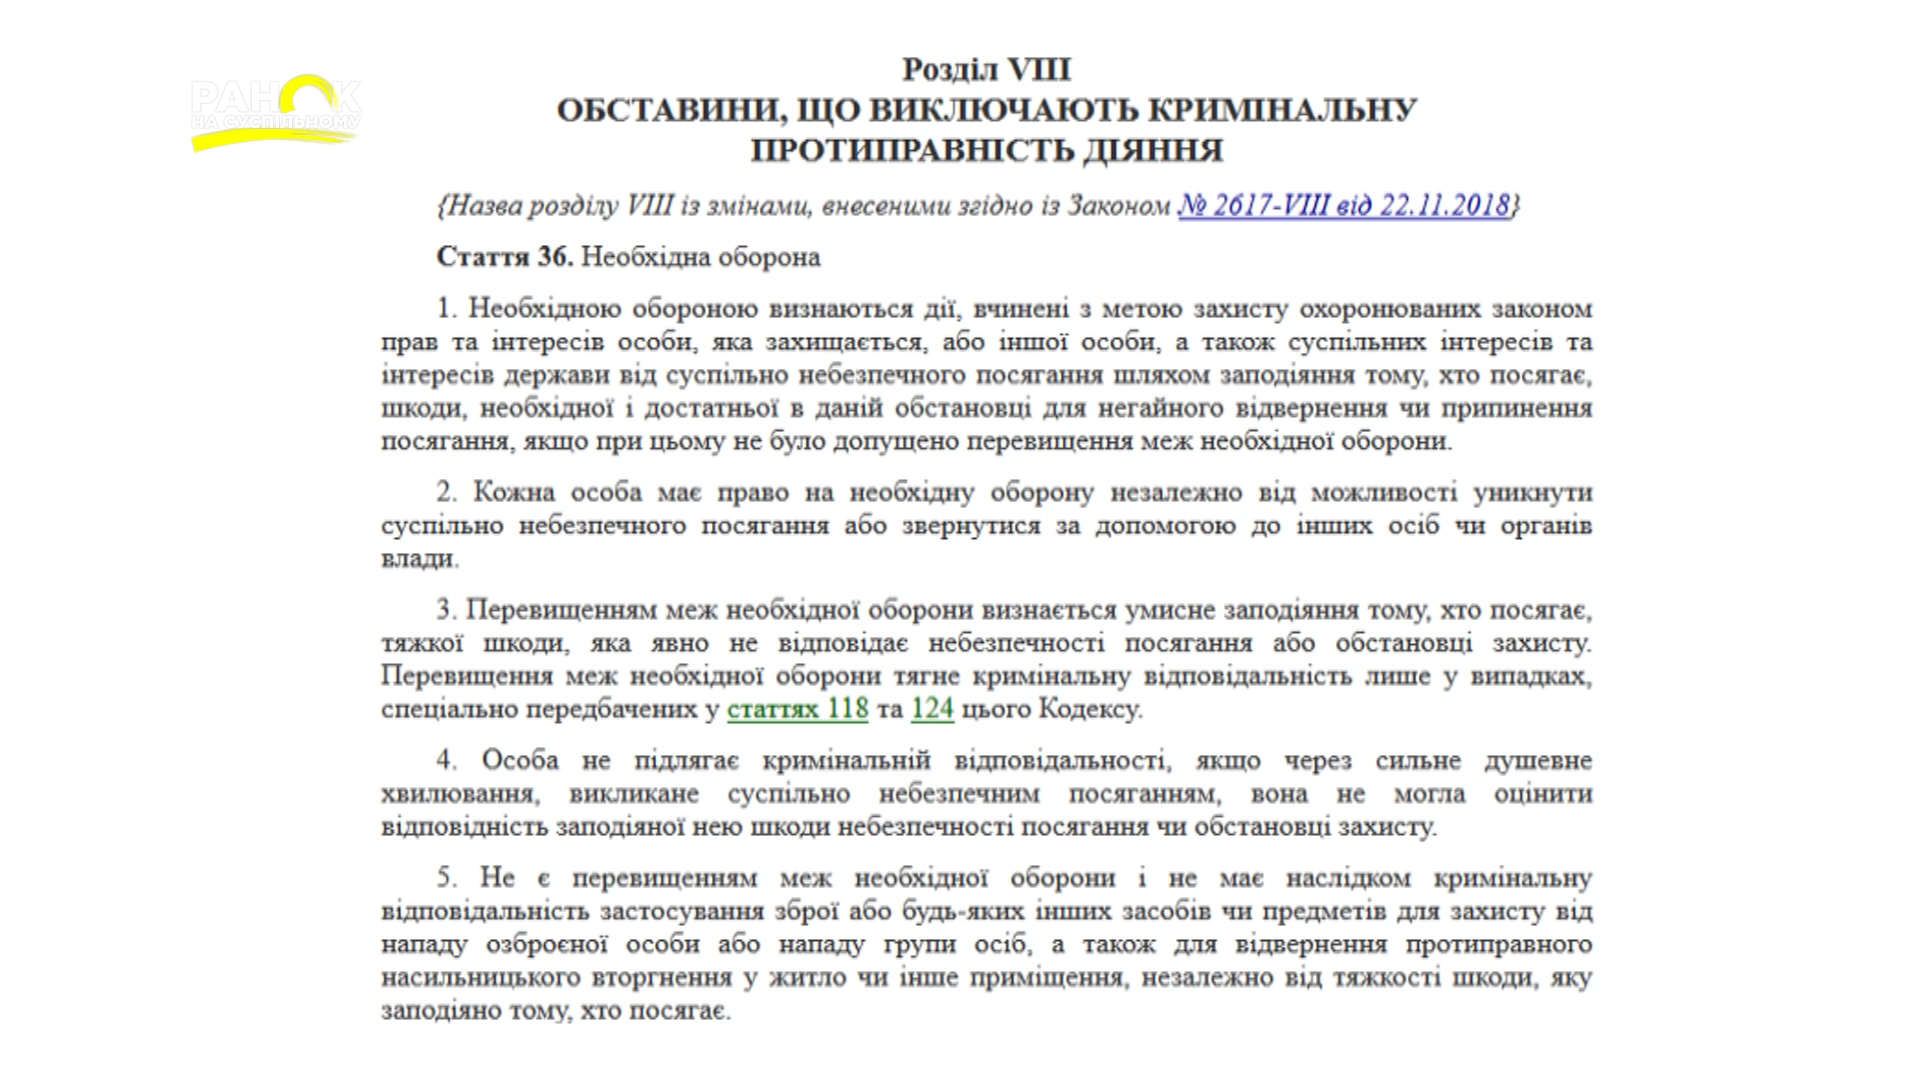 РАНОК
НА СУСПІЛЬНОМУ
Розділ VIII
ОБСТАВИНИ, ЩО ВИКЛЮЧАЮТЬ КРИМІНАЛЬНУ
ПРОТИПРАВНІСТЬ ДІЯННЯ
{Назва розділу VIII із змінами, внесеними згідно із Законом № 2617-VIII від 22.11.2018}
Стаття 36. Необхідна оборона
1. Необхідною обороною визнаються дії, вчинені з метою захисту охоронюваних законом
прав та інтересів особи, яка захищається, або іншої особи, а також суспільних інтересів та
інтересів держави від суспільно небезпечного посягання шляхом заподіяння тому, хто посягає,
шкоди, необхідної і достатньої в даній обстановці для негайного відвернення чи припинення
посягання, якщо при цьому не було допущено перевищення меж необхідної оборони.
2. Кожна особа має право на необхідну оборону незалежно від можливості уникнути
суспільно небезпечного посягання або звернутися за допомогою до інших осіб чи органів
влади.
3. Перевищенням меж необхідної оборони визнається умисне заподіяння тому, хто посягає,
тяжкої шкоди, яка явно не відповідає небезпечності посягання або обстановці захисту.
Перевищення меж необхідної оборони тягне кримінальну відповідальність лише у випадках,
спеціально передбачених у статтях 118 та 124 цього Кодексу.
4. Особа не підлягає кримінальній відповідальності, якщо через сильне душевне
хвилювання, викликане суспільно небезпечним посяганням, вона не могла оцінити
відповідність заподіяної нею шкоди небезпечності посягання чи обстановці захисту.
5. Не є перевищенням меж необхідної оборони і не має наслідком кримінальну
відповідальність застосування зброї або будь-яких інших засобів чи предметів для захисту від
нападу озброєної особи або нападу групи осіб, а також для відвернення протиправного
насильницького вторгнення у житло чи інше приміщення, незалежно від тяжкості шкоди, яку
заподіяно тому, хто посягає.